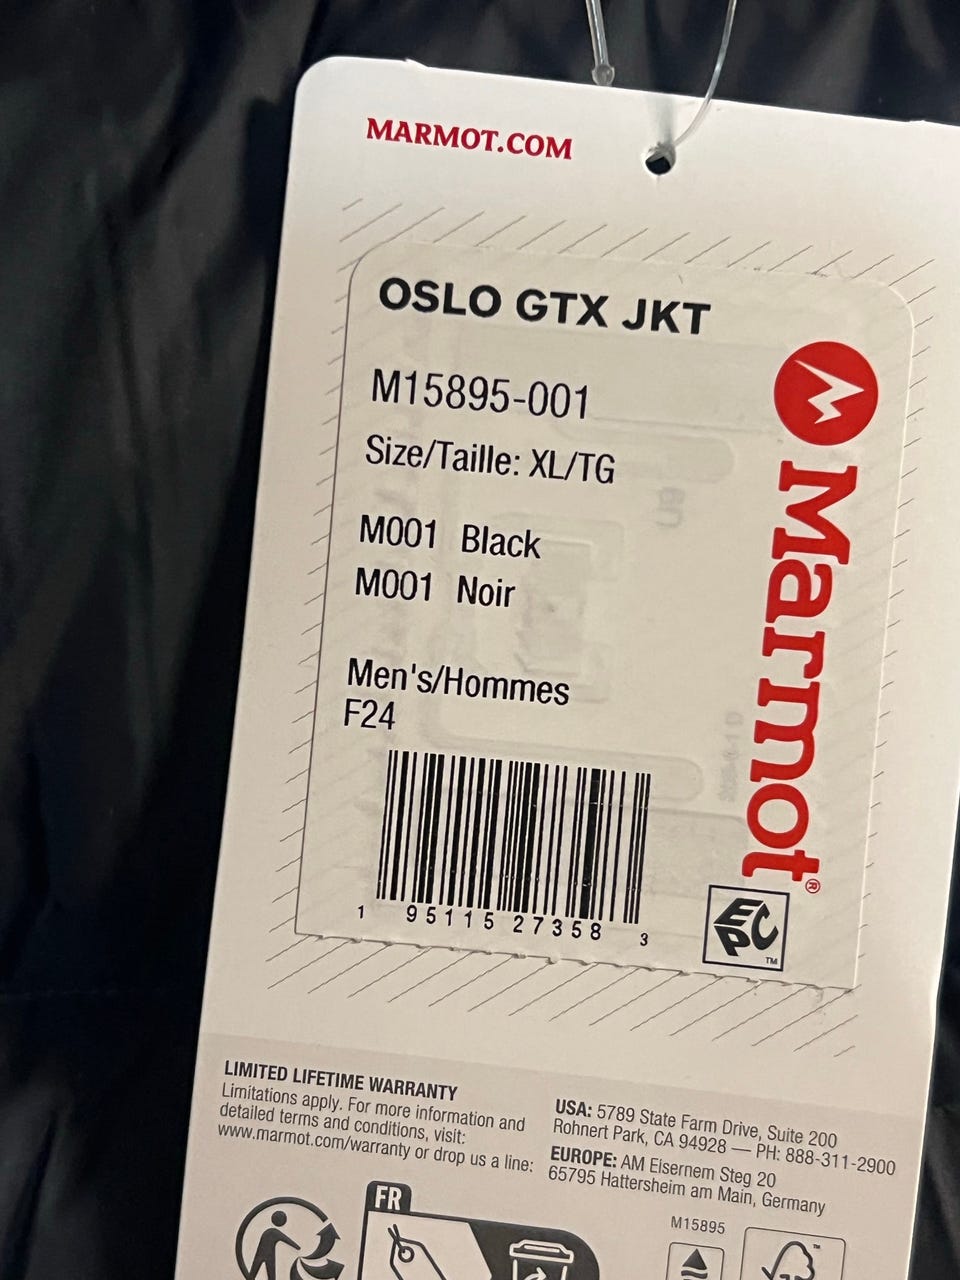 MARMOT.COM
OSLO GTX JKT
M15895-001
Size/Taille: XL/TG
M001 Black
M001 Noir
Men's/Hommes
F24
1 95115 27358 3
Marmot®
EPC TM
LIMITED LIFETIME WARRANTY
Limitations apply. For more information and
detailed terms and conditions, visit:
www.marmot.com/warranty or drop us a line:
USA: 5789 State Farm Drive, Suite 200
Rohnert Park, CA 94928 — PH: 888-311-2900
EUROPE: AM Eisernem Steg 20
65795 Hattersheim am Main, Germany
FR
M15895
TM